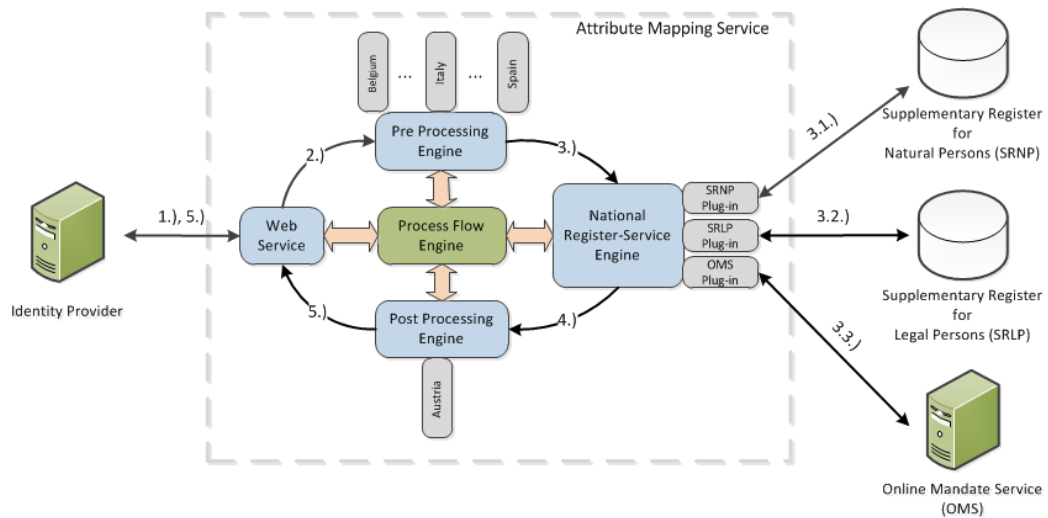 Attribute Mapping Service
Belgium
...
Italy
...
Spain
Pre Processing
Engine
2.)
3.)
3.1.)
Supplementary Register
for
Natural Persons (SRNP)
1.), 5.)
Web
Service
Process Flow
Engine
National
Register-Service
Engine
SRNP
Plug-in
SRLP
Plug-in
OMS
Plug-in
3.2.)
Supplementary Register
for
Legal Persons (SRLP)
Identity Provider
5.)
Post Processing
Engine
4.)
3.3.)
Austria
Online Mandate Service
(OMS)